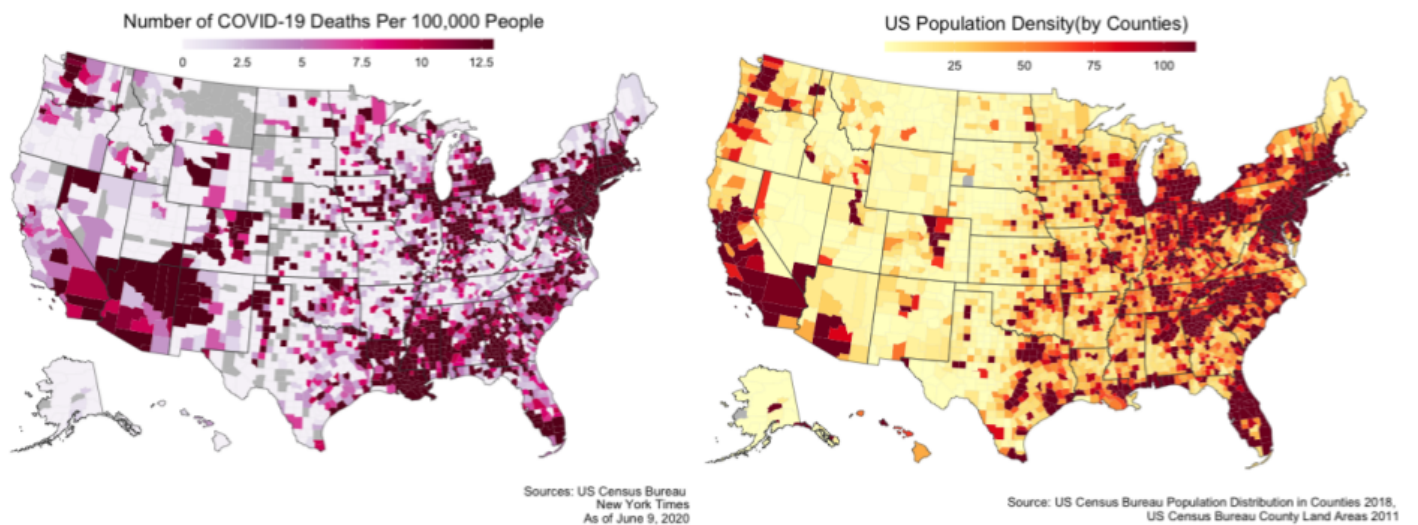 Number of COVID-19 Deaths Per 100,000 People
0 2.5 5 7.5 10 12.5
Sources: US Census Bureau
New York Times
As of June 9, 2020
US Population Density(by Counties)
25 50 75 100
Source: US Census Bureau Population Distribution in Counties 2018,
US Census Bureau County Land Areas 2011